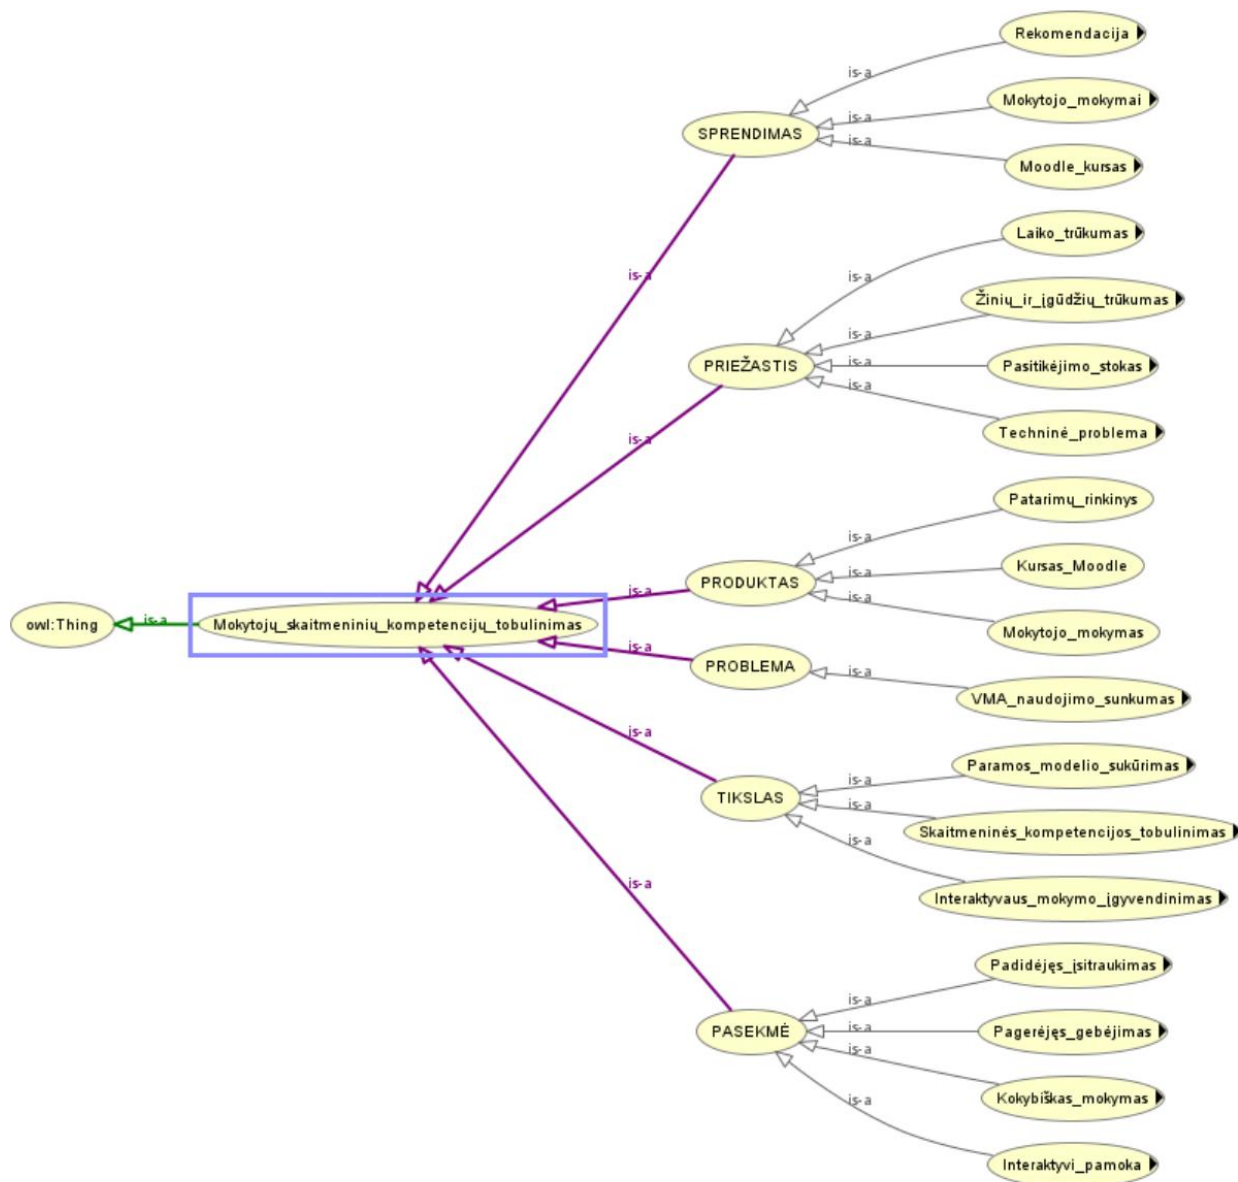 Rekomendacija
is-a
Mokytojo_mokymai
is-a
SPRENDIMAS
is-a
Moodle_kursas
Laiko_trūkumas
is-a
is-a
Žinių_ir_įgūdžių_trūkumas
is-a
PRIEŽASTIS
is-a
Pasitikėjimo_stokas
is-a
Techninė_problema
is-a
Patarimų_rinkinys
is-a
Kursas_Moodle
is-a
PRODUKTAS
is-a
is-a
owl:Thing
is-a
Mokytojų_skaitmeninių_kompetencijų_tobulinimas
Mokytojo_mokymas
is-a
PROBLEMA
is-a
VMA_naudojimo_sunkumas
is-a
Paramos_modelio_sukūrimas
is-a
TIKSLAS
is-a
Skaitmeninės_kompetencijos_tobulinimas
is-a
is-a
Interaktyvaus_mokymo_įgyvendinimas
Padidėjęs_įsitraukimas
is-a
PASEKMĖ
is-a
Pagerėjęs_gebėjimas
is-a
Kokybiškas_mokymas
is-a
Interaktyvi_pamoka